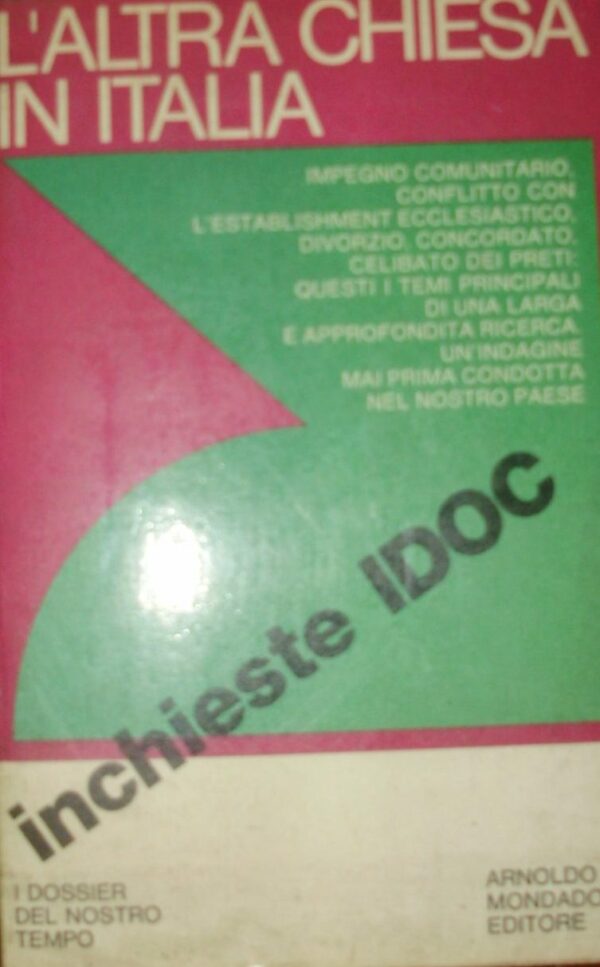 L'ALTRA CHIESA
IN ITALIA
IMPEGNO COMUNITARIO,
CONFLITTO CON
L'ESTABLISHMENT ECCLESIASTICO,
DIVORZIO, CONCORDATO,
CELIBATO DEI PRETI:
QUESTI I TEMI PRINCIPALI
DI UNA LARGA
E APPROFONDITA RICERCA.
UN'INDAGINE
MAI PRIMA CONDOTTA
NEL NOSTRO PAESE
inchieste IDOC
I DOSSIER
DEL NOSTRO
TEMPO
ARNOLDO
MONDADO
EDITORE